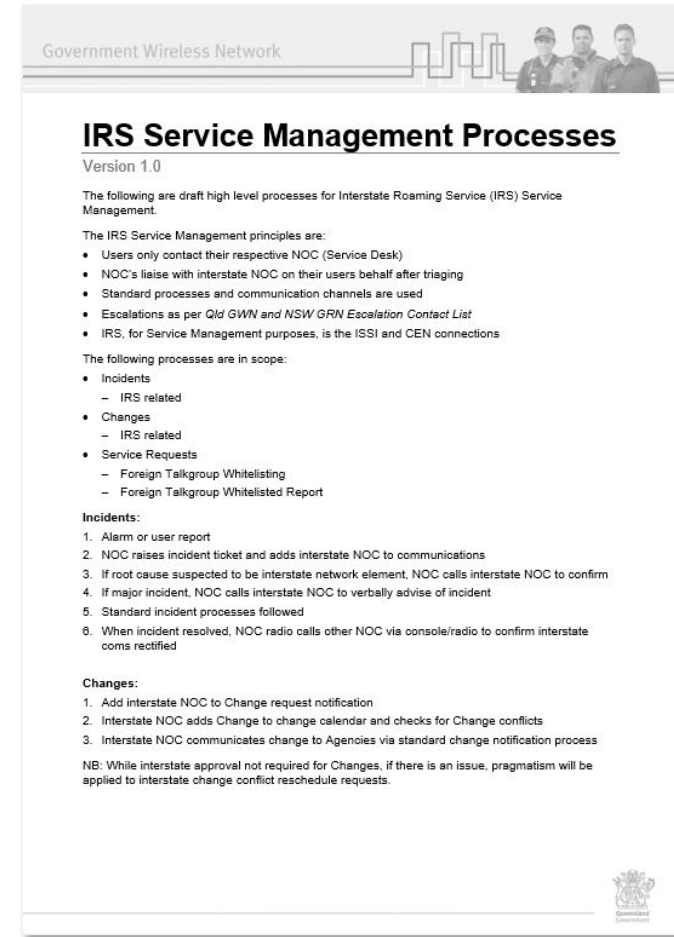 Government Wireless Network
IRS Service Management Processes
Version 1.0
The following are draft high level processes for Interstate Roaming Service (IRS) Service
Management.
The IRS Service Management principles are:
• Users only contact their respective NOC (Service Desk)
• NOC's liaise with interstate NOC on their users behalf after triaging
• Standard processes and communication channels are used
• Escalations as per Qld GWN and NSW GRN Escalation Contact List
• IRS, for Service Management purposes, is the ISSI and CEN connections
The following processes are in scope:
• Incidents
– IRS related
• Changes
– IRS related
• Service Requests
– Foreign Talkgroup Whitelisting
– Foreign Talkgroup Whitelisted Report
Incidents:
1. Alarm or user report
2. NOC raises incident ticket and adds interstate NOC to communications
3. If root cause suspected to be interstate network element, NOC calls interstate NOC to confirm
4. If major incident, NOC calls interstate NOC to verbally advise of incident
5. Standard incident processes followed
6. When incident resolved, NOC radio calls other NOC via console/radio to confirm interstate
coms rectified
Changes:
1. Add interstate NOC to Change request notification
2. Interstate NOC adds Change to change calendar and checks for Change conflicts
3. Interstate NOC communicates change to Agencies via standard change notification process
NB: While interstate approval not required for Changes, if there is an issue, pragmatism will be
applied to interstate change conflict reschedule requests.
Queensland
Government